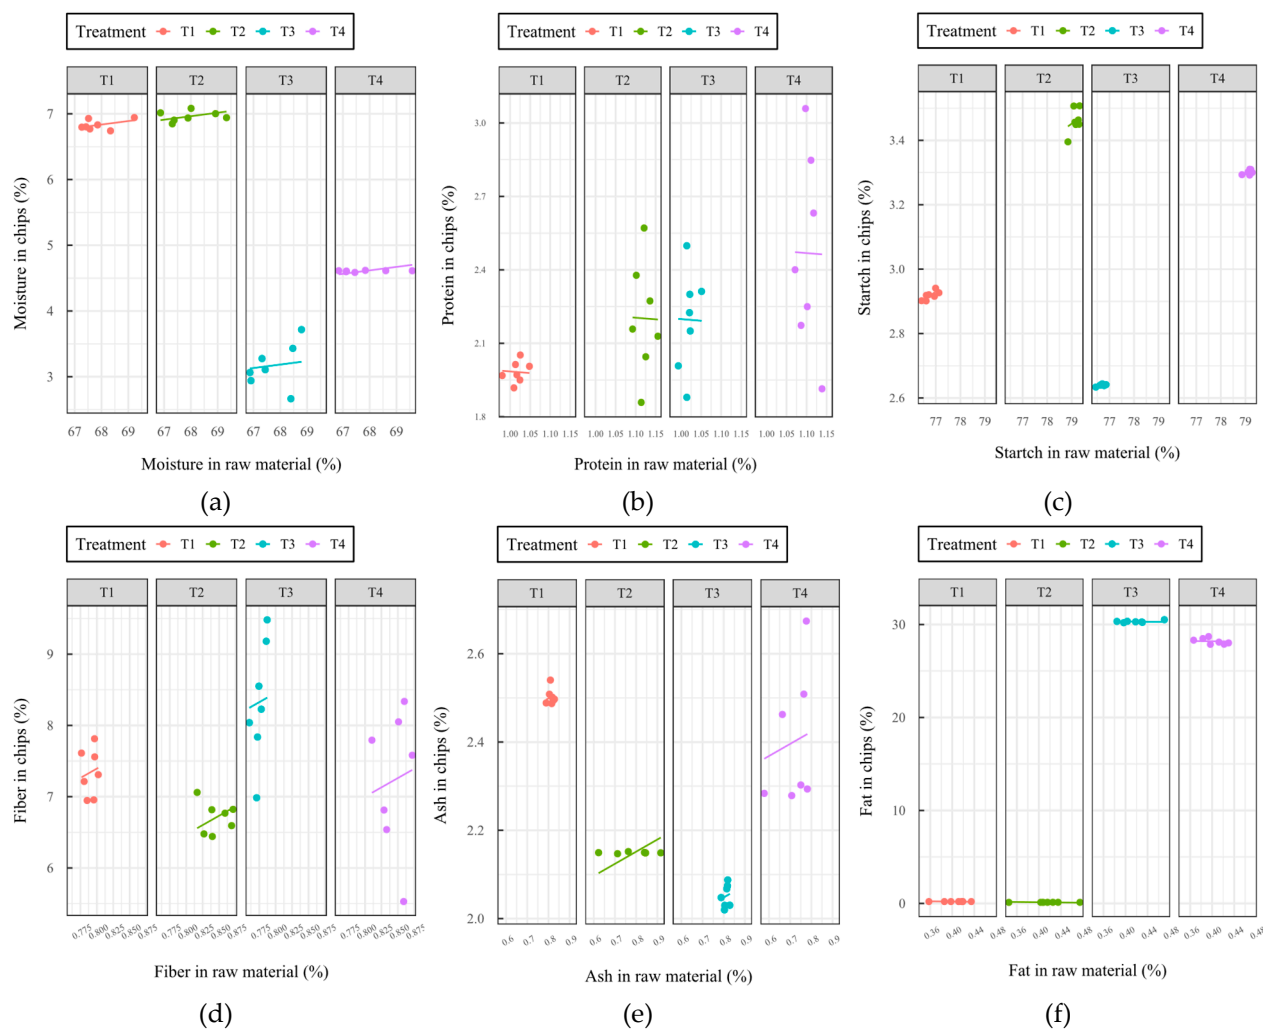 Treatment T1 T2 T3 T4
T1 T2 T3 T4
Moisture in chips (%)
7
6
5
4
3
67 68 69 67 68 69 67 68 69 67 68 69
Moisture in raw material (%)
(a)
Treatment T1 T2 T3 T4
T1 T2 T3 T4
Protein in chips (%)
3.0
2.7
2.4
2.1
1.8
1.00 1.05 1.10 1.15 1.00 1.05 1.10 1.15 1.00 1.05 1.10 1.15 1.00 1.05 1.10 1.15
Protein in raw material (%)
(b)
Treatment T1 T2 T3 T4
T1 T2 T3 T4
Startch in chips (%)
3.4
3.2
3.0
2.8
2.6
77 78 79 77 78 79 77 78 79 77 78 79
Startch in raw material (%)
(c)
Treatment T1 T2 T3 T4
T1 T2 T3 T4
Fiber in chips (%)
9
8
7
6
0.775 0.800 0.825 0.850 0.875 0.775 0.800 0.825 0.850 0.875 0.775 0.800 0.825 0.850 0.875 0.775 0.800 0.825 0.850 0.875
Fiber in raw material (%)
(d)
Treatment T1 T2 T3 T4
T1 T2 T3 T4
Ash in chips (%)
2.6
2.4
2.2
2.0
0.6 0.7 0.8 0.9 0.6 0.7 0.8 0.9 0.6 0.7 0.8 0.9 0.6 0.7 0.8 0.9
Ash in raw material (%)
(e)
Treatment T1 T2 T3 T4
T1 T2 T3 T4
Fat in chips (%)
30
20
10
0
0.36 0.40 0.44 0.48 0.36 0.40 0.44 0.48 0.36 0.40 0.44 0.48 0.36 0.40 0.44 0.48
Fat in raw material (%)
(f)